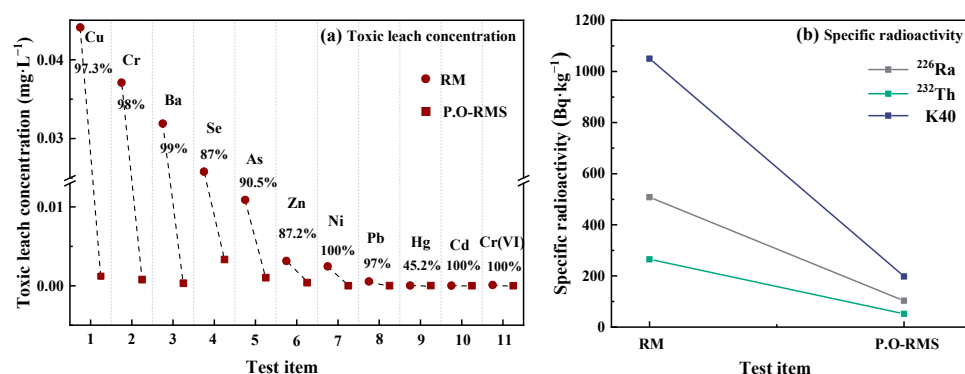 (a) Toxic leach concentration
RM
P.O-RMS
Toxic leach concentration (mg·L⁻¹)
0.04
0.03
0.01
0.00
Cu
97.3%
Cr
98%
Ba
99%
Se
87%
As
90.5%
Zn
87.2%
Ni
100%
Pb
97%
Hg
45.2%
Cd
100%
Cr(VI)
100%
1 2 3 4 5 6 7 8 9 10 11
Test item
(b) Specific radioactivity
²²⁶Ra
²³²Th
K40
Specific radioactivity (Bq·kg⁻¹)
1200
1000
800
600
400
200
0
RM P.O-RMS
Test item